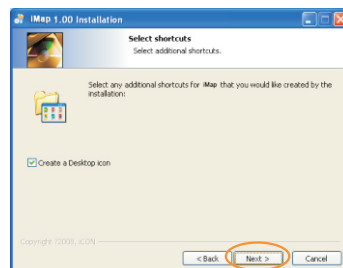 iMap 1.00 Installation
Select shortcuts
Select additional shortcuts.
Select any additional shortcuts for iMap that you would like created by the
installation:
Create a Desktop icon
Copyright ?2008, iCON
< Back
Next >
Cancel